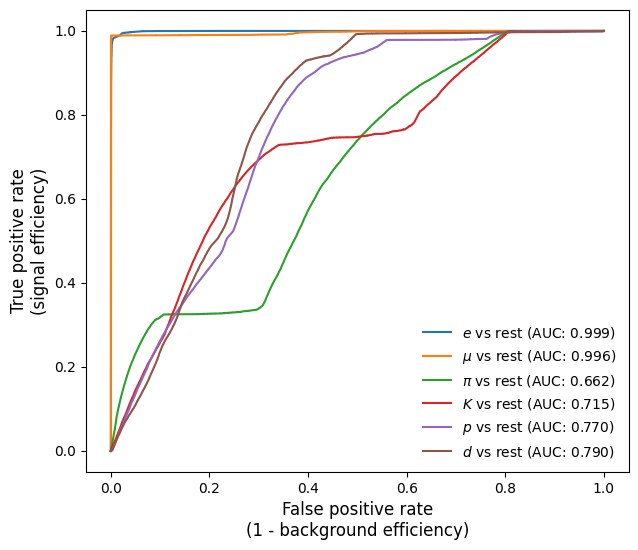 True positive rate
(signal efficiency)
1.0
0.8
0.6
0.4
0.2
0.0
e vs rest (AUC: 0.999)
μ vs rest (AUC: 0.996)
π vs rest (AUC: 0.662)
K vs rest (AUC: 0.715)
p vs rest (AUC: 0.770)
d vs rest (AUC: 0.790)
0.0 0.2 0.4 0.6 0.8 1.0
False positive rate
(1 - background efficiency)